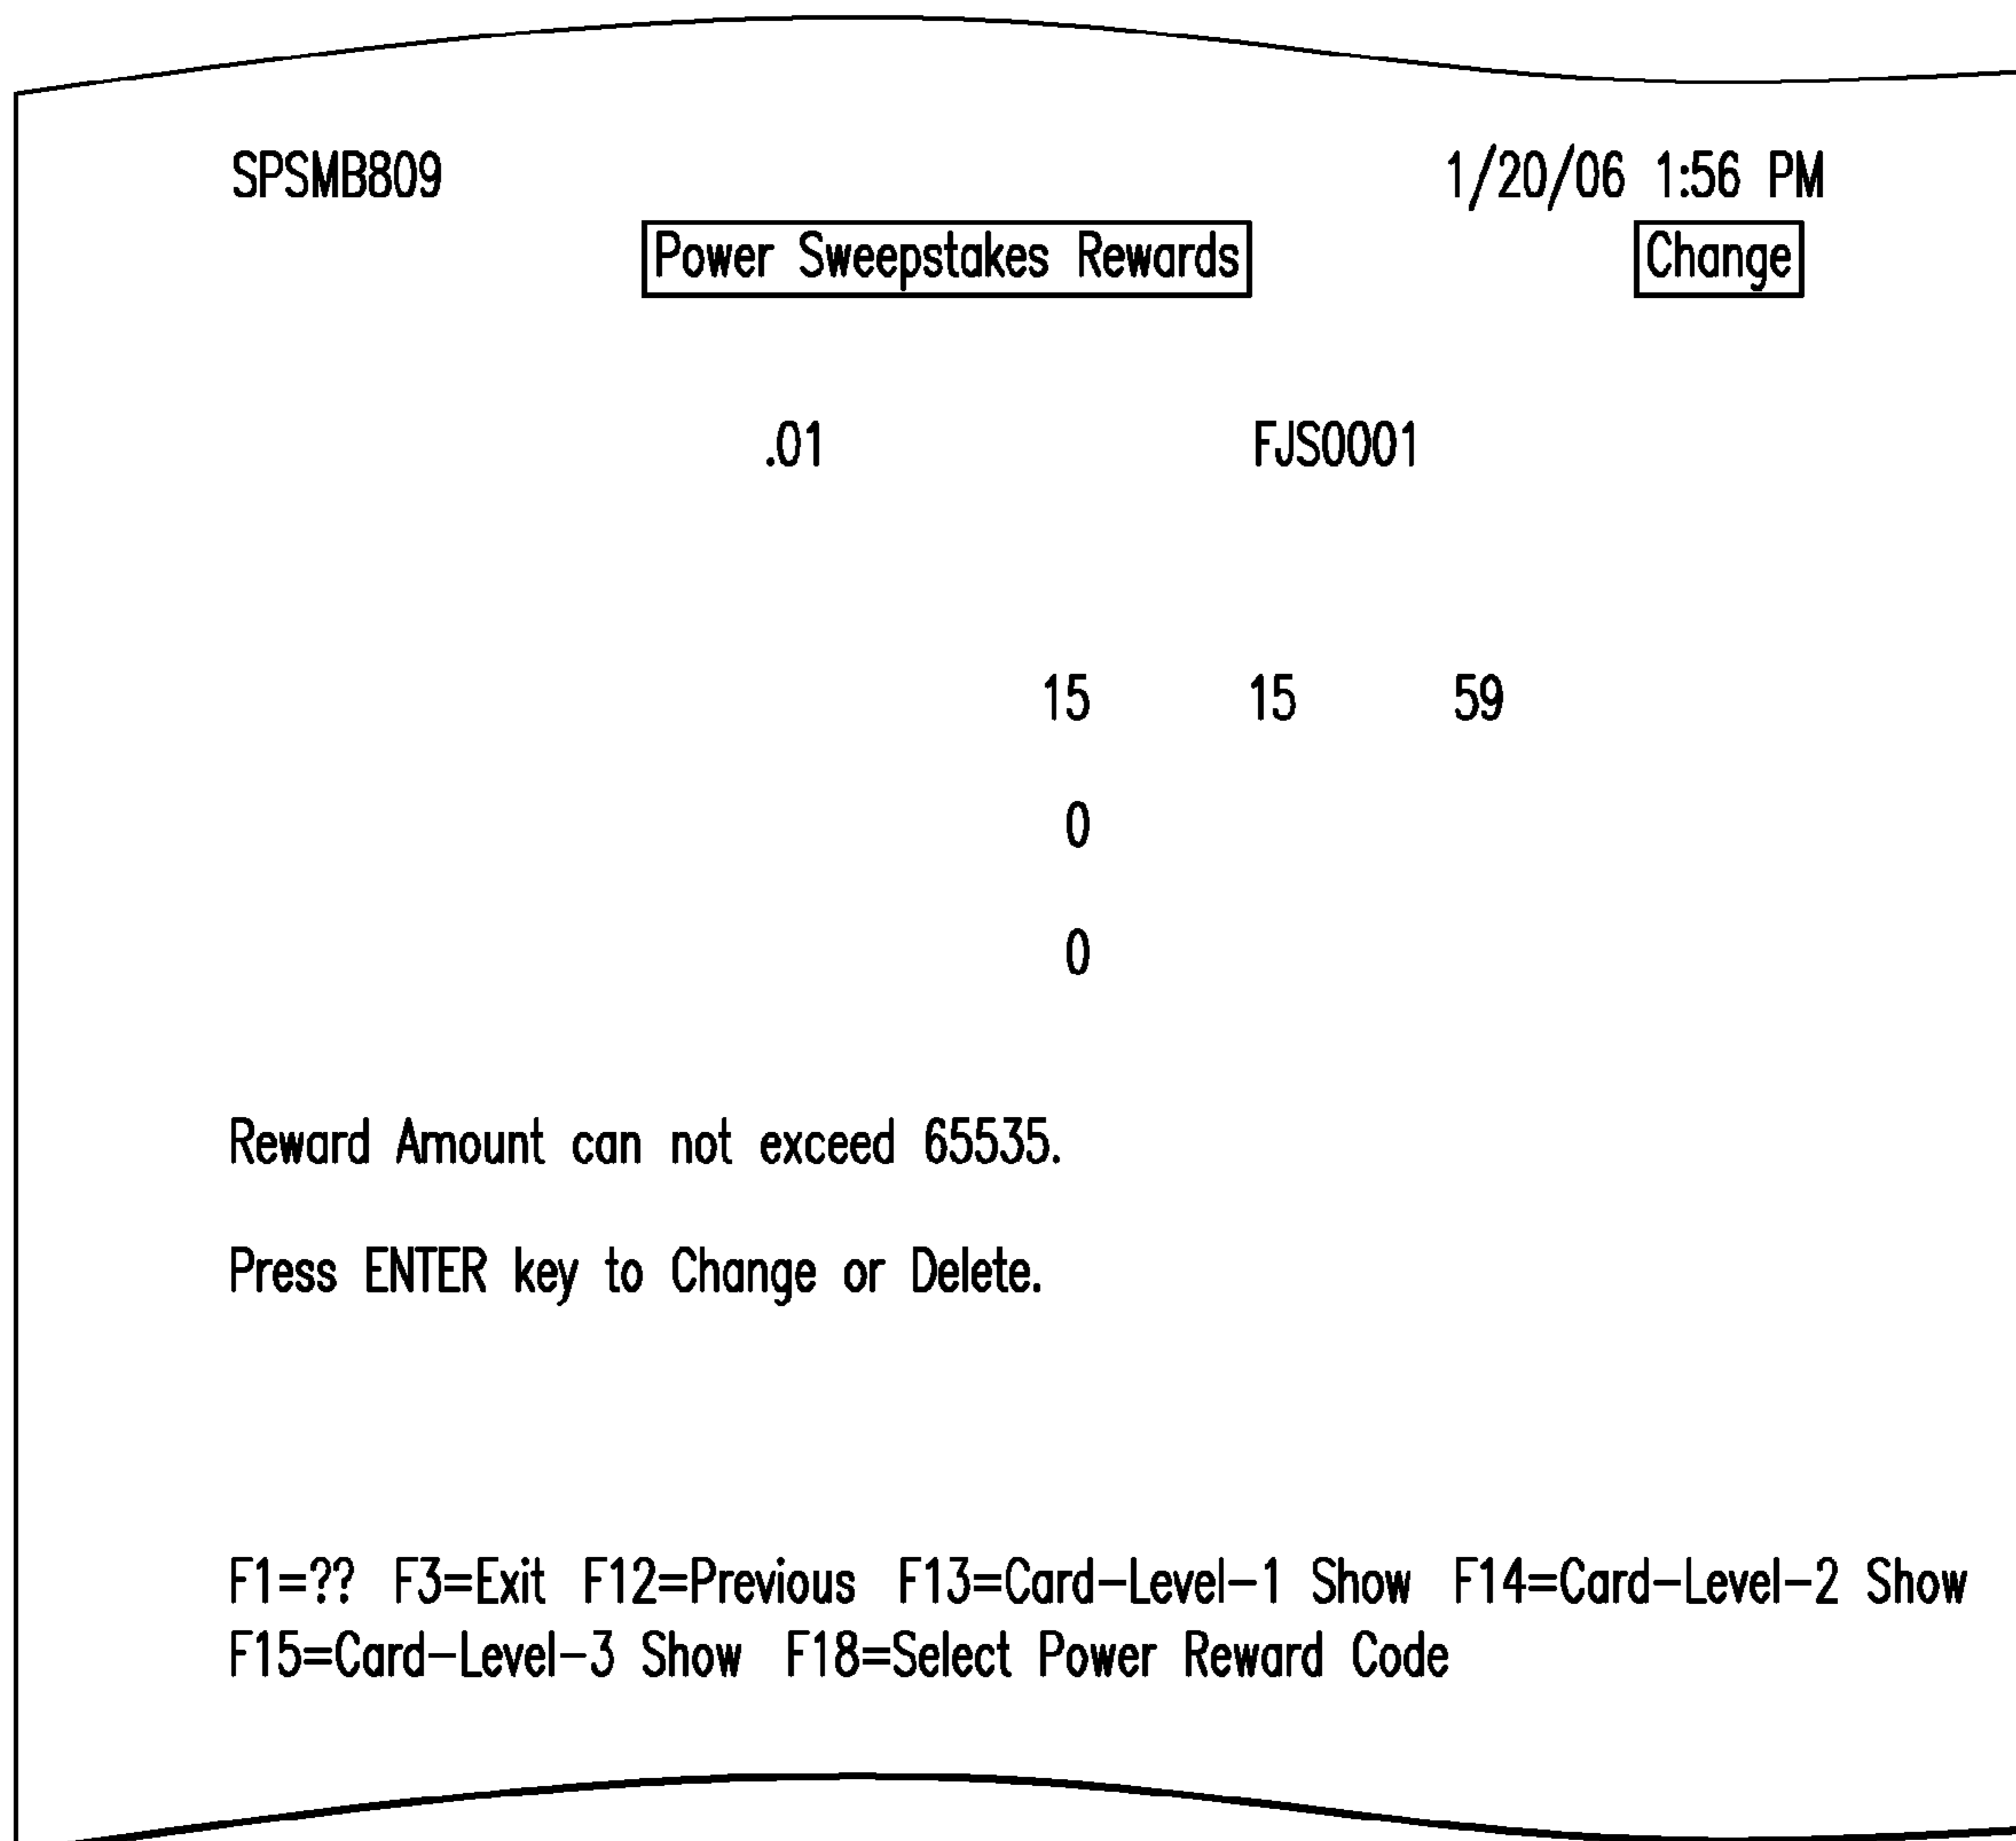 SPSMB809 1/20/06 1:56 PM
Power Sweepstakes Rewards Change
.01 FJS0001
15 15 59
0
0
Reward Amount can not exceed 65535.
Press ENTER key to Change or Delete.
F1=?? F3=Exit F12=Previous F13=Card-Level-1 Show F14=Card-Level-2 Show
F15=Card-Level-3 Show F18=Select Power Reward Code